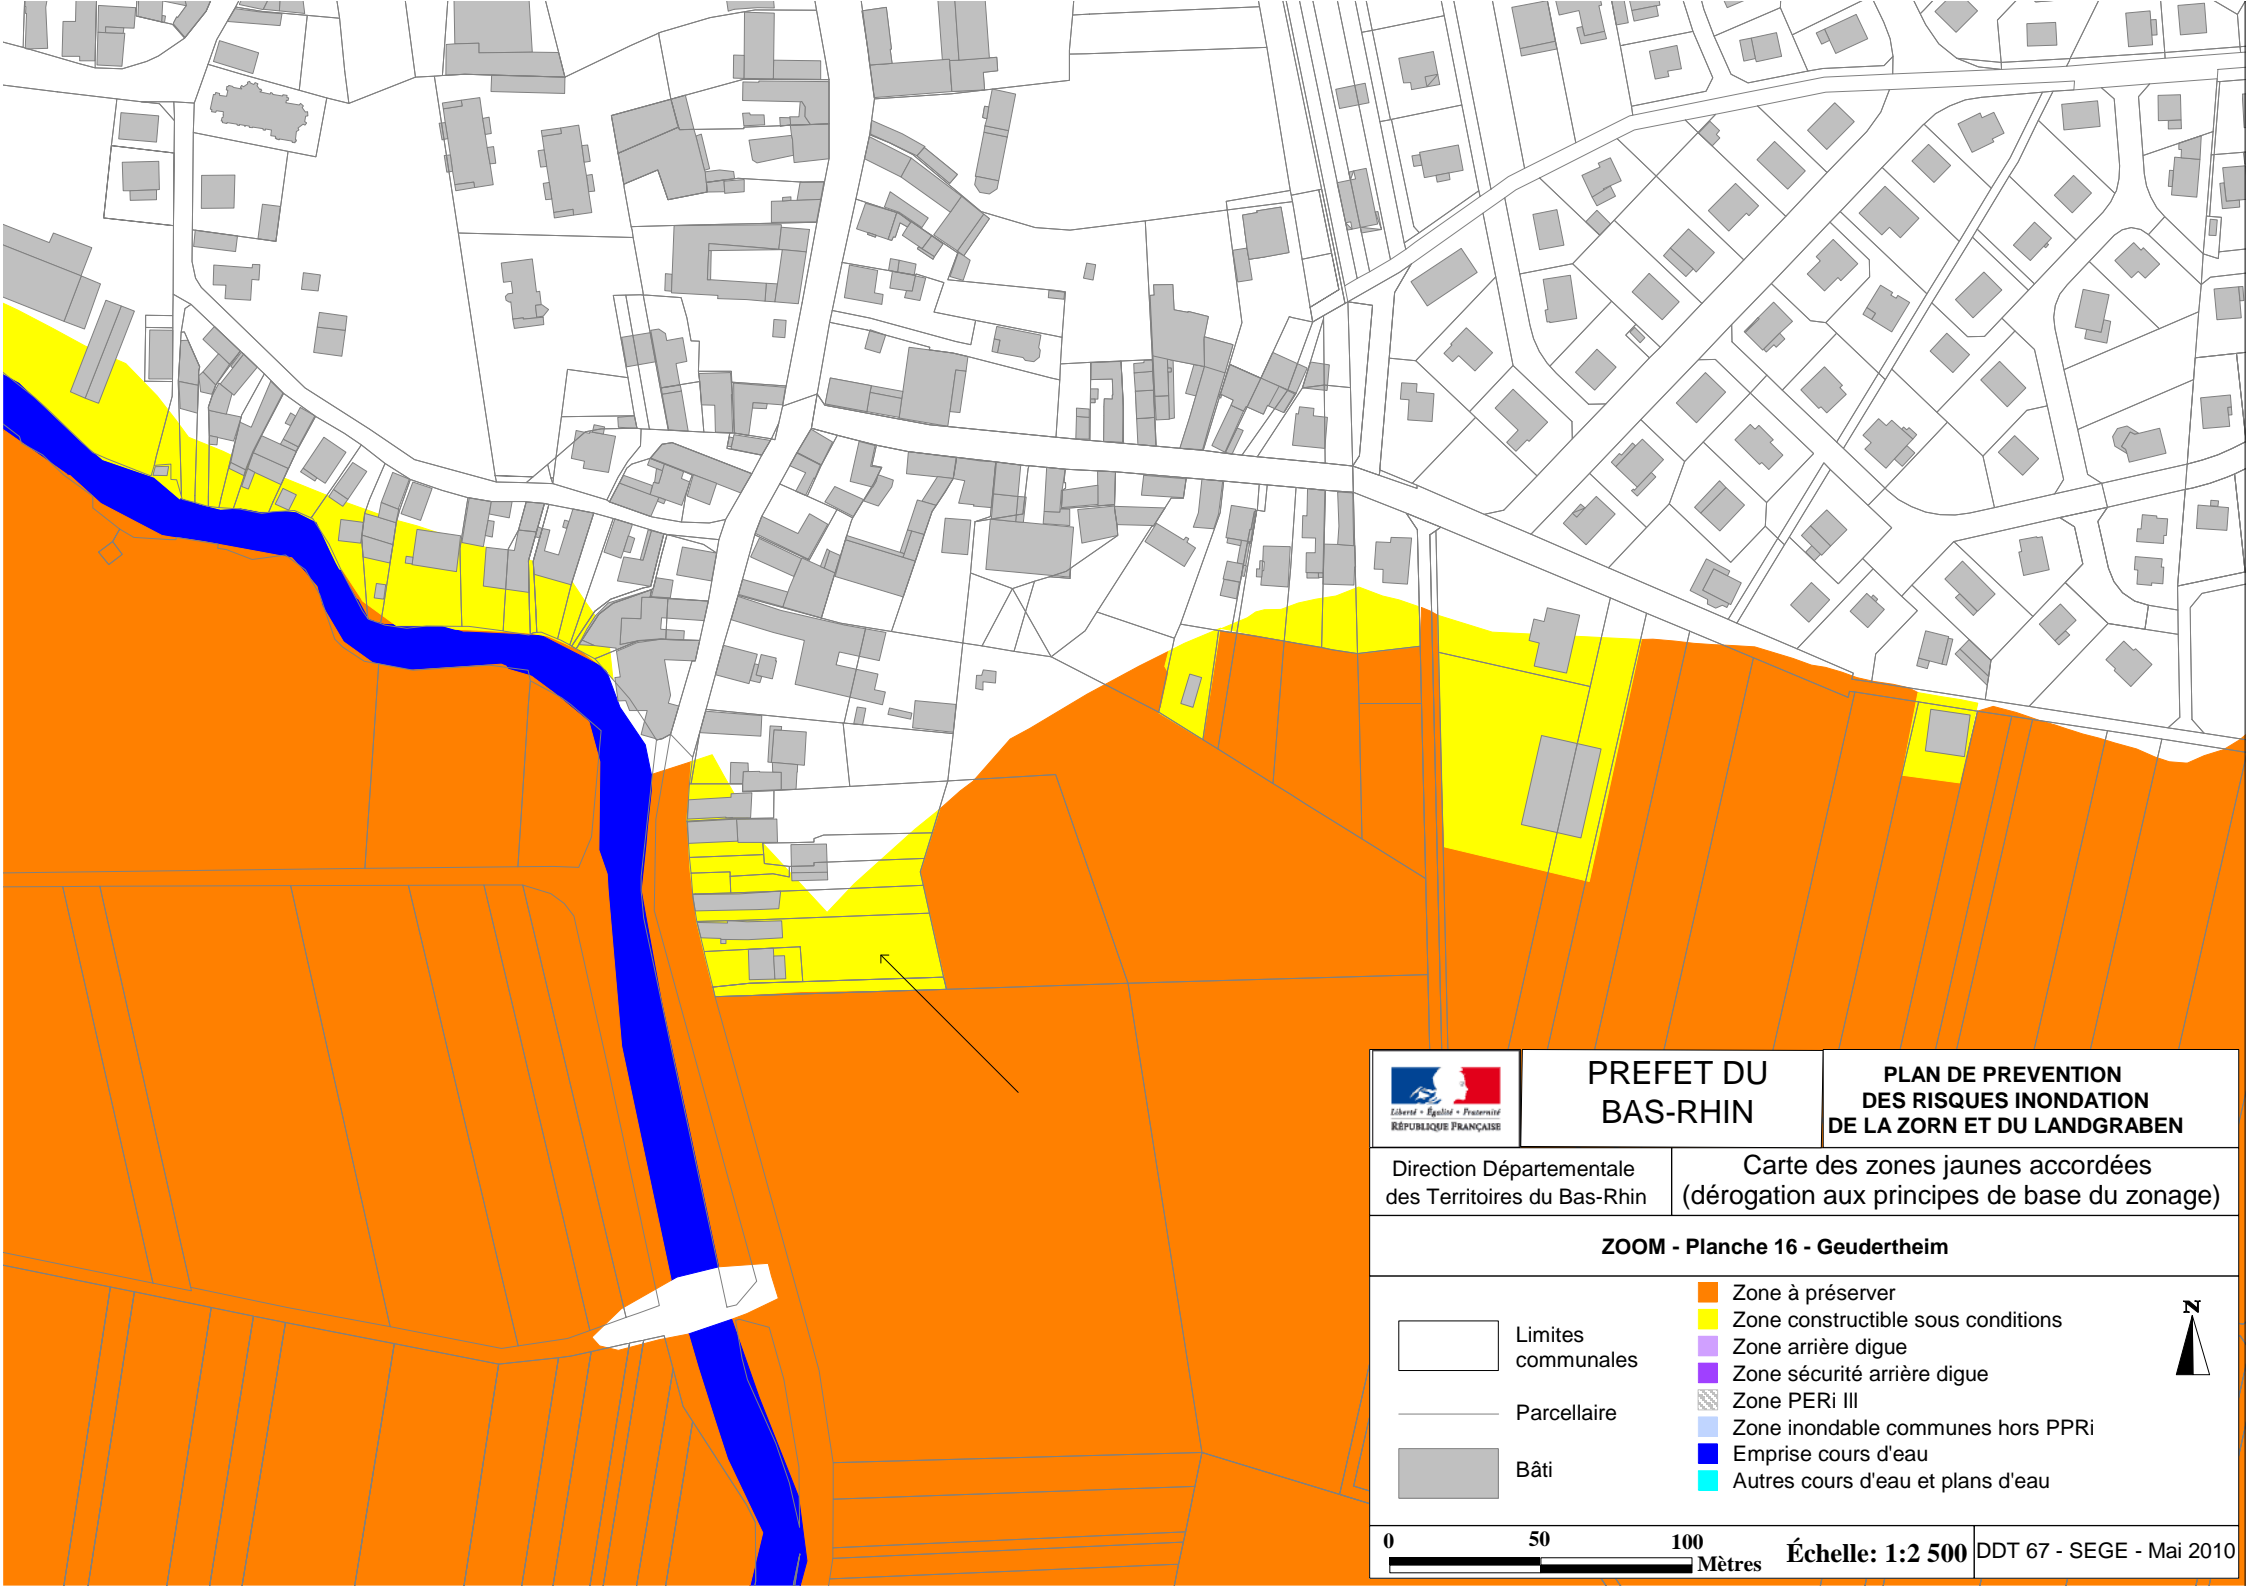 Liberté • Égalité • Fraternité
RÉPUBLIQUE FRANÇAISE
PREFET DU
BAS-RHIN
PLAN DE PREVENTION
DES RISQUES INONDATION
DE LA ZORN ET DU LANDGRABEN
Direction Départementale
des Territoires du Bas-Rhin
Carte des zones jaunes accordées
(dérogation aux principes de base du zonage)
ZOOM - Planche 16 - Geudertheim
Limites
communales
Parcellaire
Bâti
Zone à préserver
Zone constructible sous conditions
Zone arrière digue
Zone sécurité arrière digue
Zone PERi III
Zone inondable communes hors PPRi
Emprise cours d'eau
Autres cours d'eau et plans d'eau
N
0 50 100
Mètres
Échelle: 1:2 500
DDT 67 - SEGE - Mai 2010